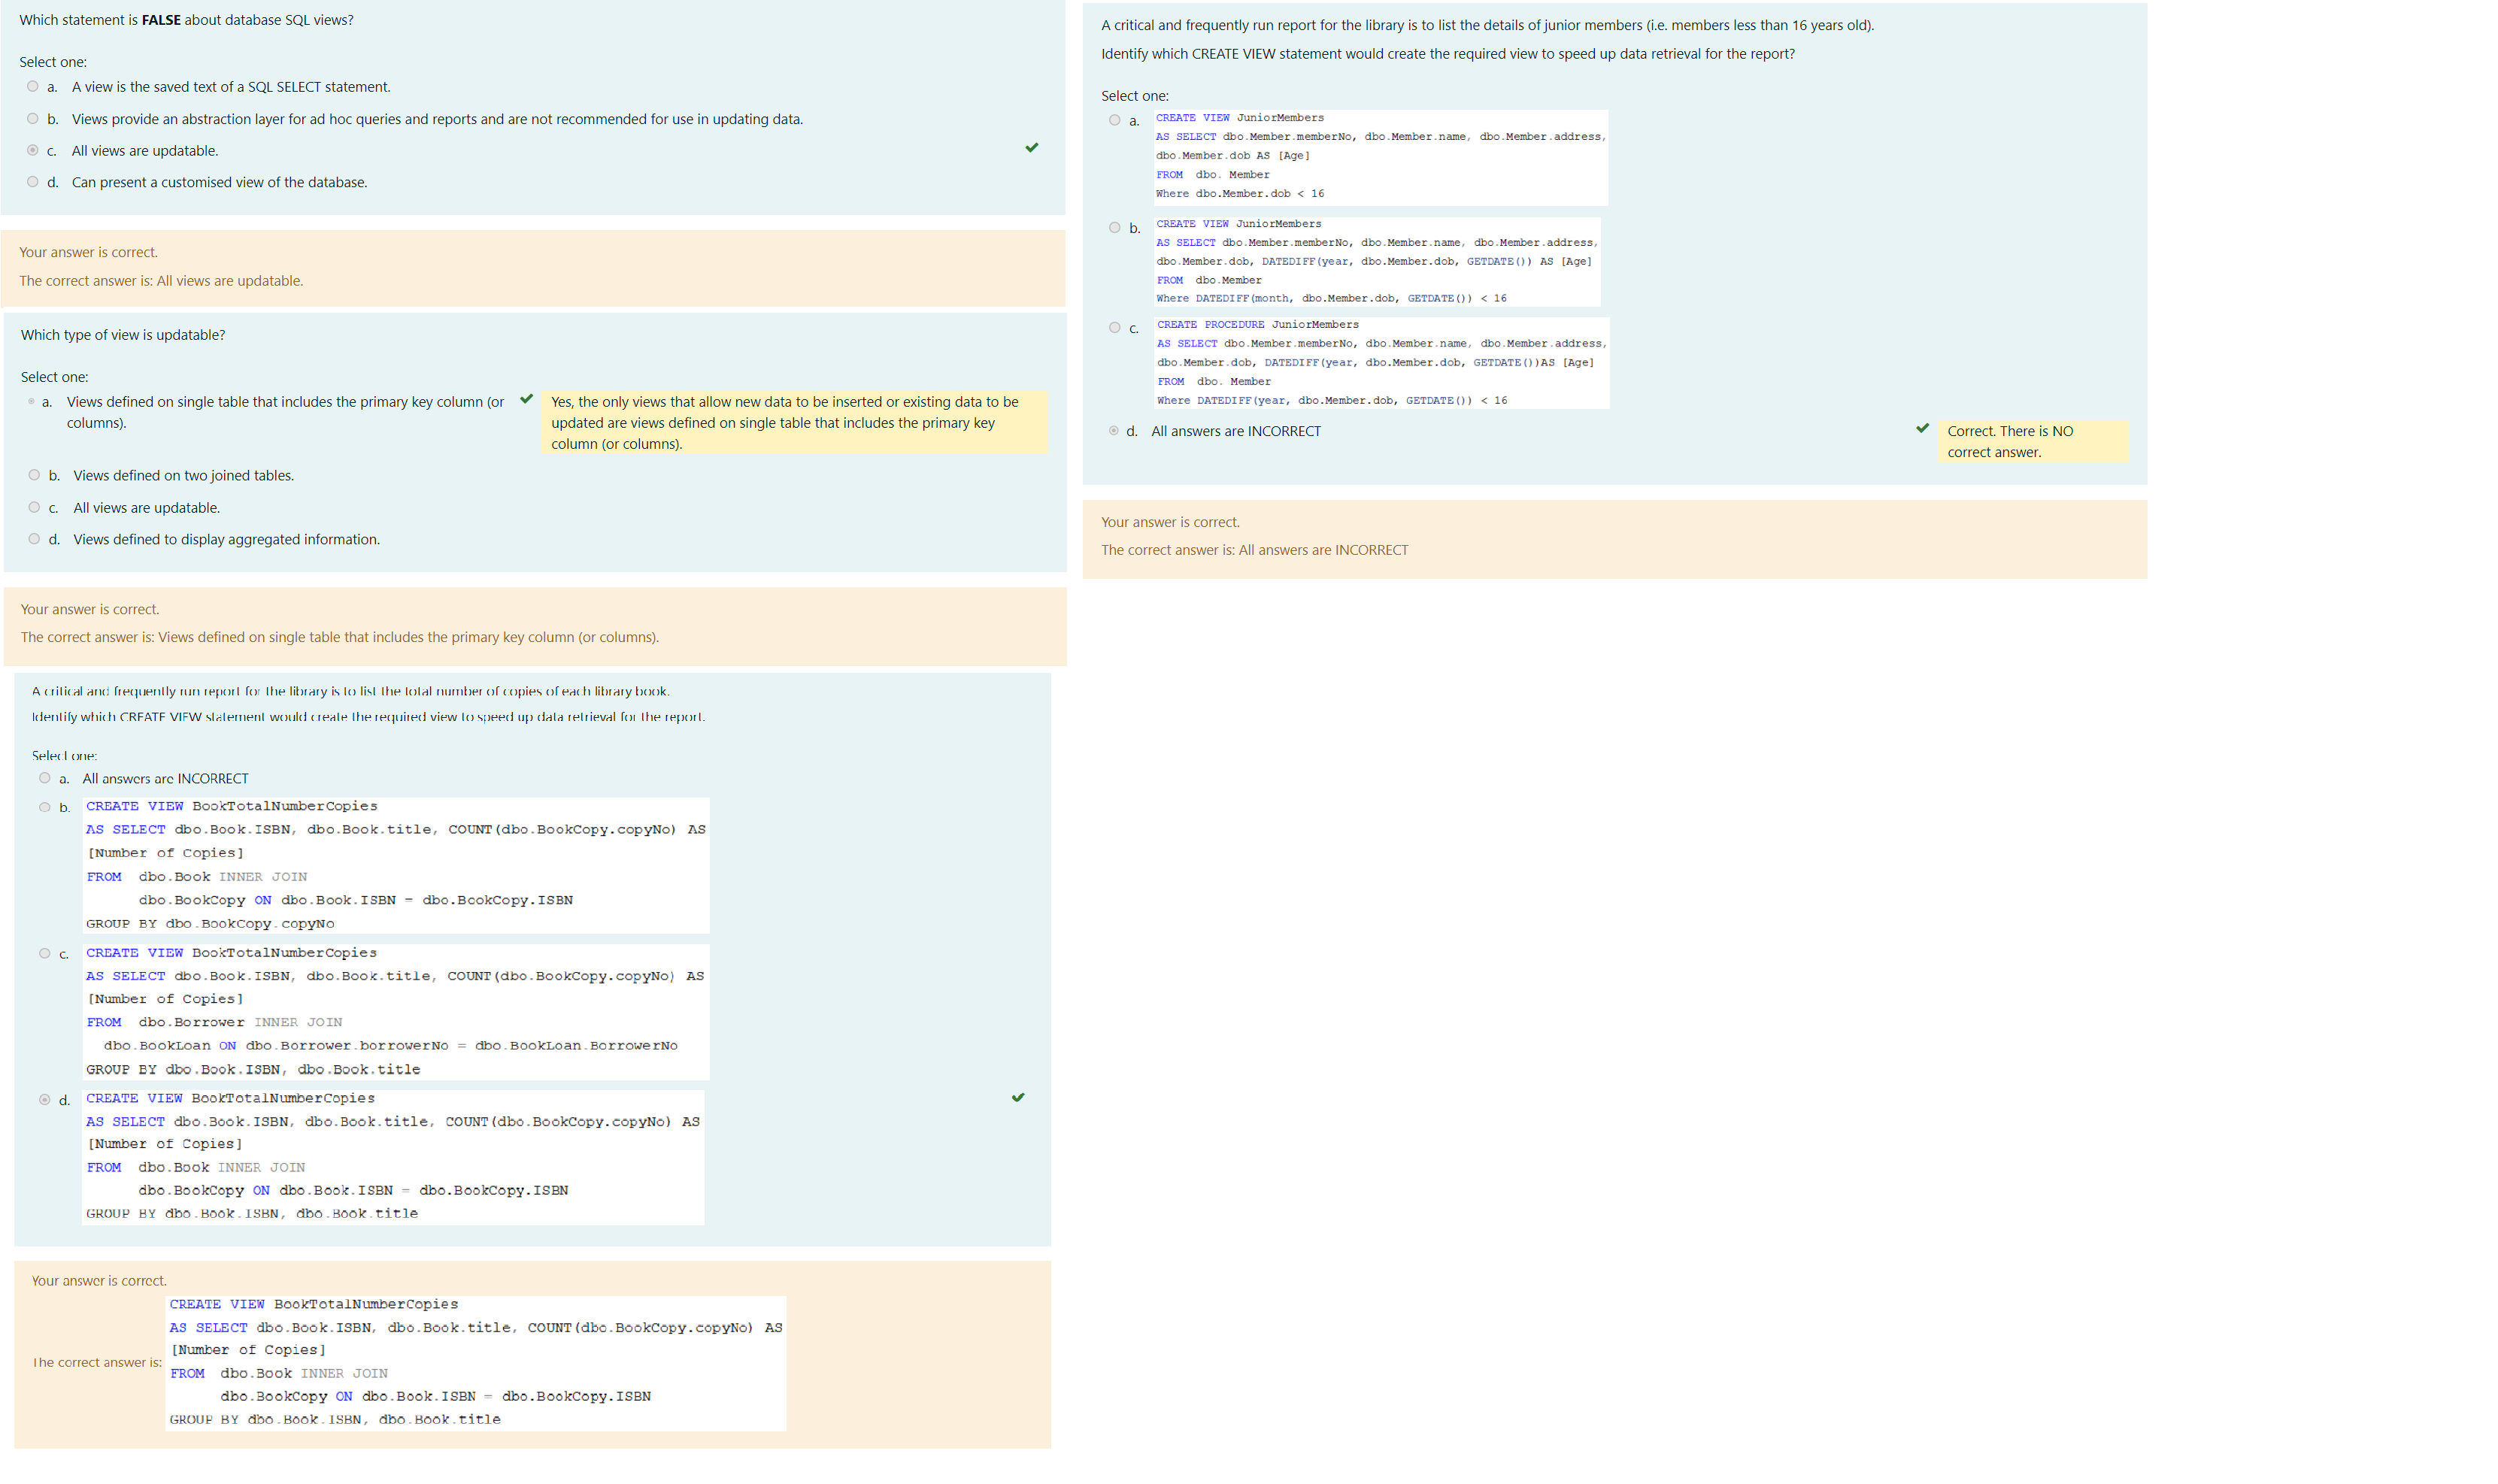 Which statement is FALSE about database SQL views?
Select one:
a. A view is the saved text of a SQL SELECT statement.
b. Views provide an abstraction layer for ad hoc queries and reports and are not recommended for use in updating data.
c. All views are updatable.
d. Can present a customised view of the database.
Your answer is correct.
The correct answer is: All views are updatable.
Which type of view is updatable?
Select one:
a. Views defined on single table that includes the primary key column (or
columns).
Yes, the only views that allow new data to be inserted or existing data to be
updated are views defined on single table that includes the primary key
column (or columns).
b. Views defined on two joined tables.
c. All views are updatable.
d. Views defined to display aggregated information.
Your answer is correct.
The correct answer is: Views defined on single table that includes the primary key column (or columns).
A critical and frequently run report for the library is to list the total number of copies of each library book.
Identify which CREATE VIEW statement would create the required view to speed up data retrieval for the report.
Select one:
a. All answers are INCORRECT
b. CREATE VIEW BookTotalNumberCopies
AS SELECT dbo.Book.ISBN, dbo.Book.title, COUNT(dbo.BookCopy.copyNo) AS
[Number of Copies]
FROM dbo.Book INNER JOIN
dbo.BookCopy ON dbo.Book.ISBN = dbo.BookCopy.ISBN
GROUP BY dbo.BookCopy.copyNo
c. CREATE VIEW BookTotalNumberCopies
AS SELECT dbo.Book.ISBN, dbo.Book.title, COUNT(dbo.BookCopy.copyNo) AS
[Number of Copies]
FROM dbo.Borrower INNER JOIN
dbo.BookLoan ON dbo.Borrower.borrowerNo = dbo.BookLoan.BorrowerNo
GROUP BY dbo.Book.ISBN, dbo.Book.title
d. CREATE VIEW BookTotalNumberCopies
AS SELECT dbo.Book.ISBN, dbo.Book.title, COUNT(dbo.BookCopy.copyNo) AS
[Number of Copies]
FROM dbo.Book INNER JOIN
dbo.BookCopy ON dbo.Book.ISBN = dbo.BookCopy.ISBN
GROUP BY dbo.Book.ISBN, dbo.Book.title
Your answer is correct.
The correct answer is:
CREATE VIEW BookTotalNumberCopies
AS SELECT dbo.Book.ISBN, dbo.Book.title, COUNT(dbo.BookCopy.copyNo) AS
[Number of Copies]
FROM dbo.Book INNER JOIN
dbo.BookCopy ON dbo.Book.ISBN = dbo.BookCopy.ISBN
GROUP BY dbo.Book.ISBN, dbo.Book.title
A critical and frequently run report for the library is to list the details of junior members (i.e. members less than 16 years old).
Identify which CREATE VIEW statement would create the required view to speed up data retrieval for the report?
Select one:
a. CREATE VIEW JuniorMembers
AS SELECT dbo.Member.memberNo, dbo.Member.name, dbo.Member.address,
dbo.Member.dob AS [Age]
FROM dbo. Member
Where dbo.Member.dob < 16
b. CREATE VIEW JuniorMembers
AS SELECT dbo.Member.memberNo, dbo.Member.name, dbo.Member.address,
dbo.Member.dob, DATEDIFF(year, dbo.Member.dob, GETDATE()) AS [Age]
FROM dbo.Member
Where DATEDIFF(month, dbo.Member.dob, GETDATE()) < 16
c. CREATE PROCEDURE JuniorMembers
AS SELECT dbo.Member.memberNo, dbo.Member.name, dbo.Member.address,
dbo.Member.dob, DATEDIFF(year, dbo.Member.dob, GETDATE())AS [Age]
FROM dbo. Member
Where DATEDIFF(year, dbo.Member.dob, GETDATE()) < 16
d. All answers are INCORRECT
Correct. There is NO
correct answer.
Your answer is correct.
The correct answer is: All answers are INCORRECT